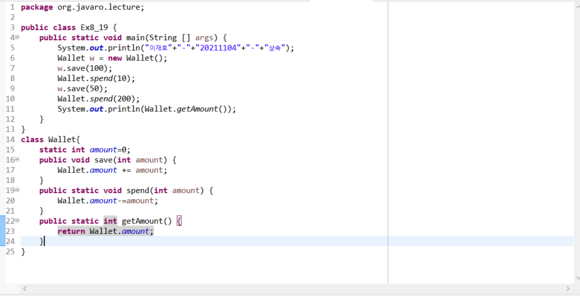 1 package org.javaro.lecture;
2
3 public class Ex8_19 {
4 public static void main(String [] args) {
5 System.out.println("이재호"+"-"+"20211104"+"-"+"상속");
6 Wallet w = new Wallet();
7 w.save(100);
8 Wallet.spend(10);
9 w.save(50);
10 Wallet.spend(200);
11 System.out.println(Wallet.getAmount());
12 }
13 }
14 class Wallet{
15 static int amount=0;
16 public void save(int amount) {
17 Wallet.amount += amount;
18 }
19 public static void spend(int amount) {
20 Wallet.amount-=amount;
21 }
22 public static int getAmount() {
23 return Wallet.amount;
24 }
25 }